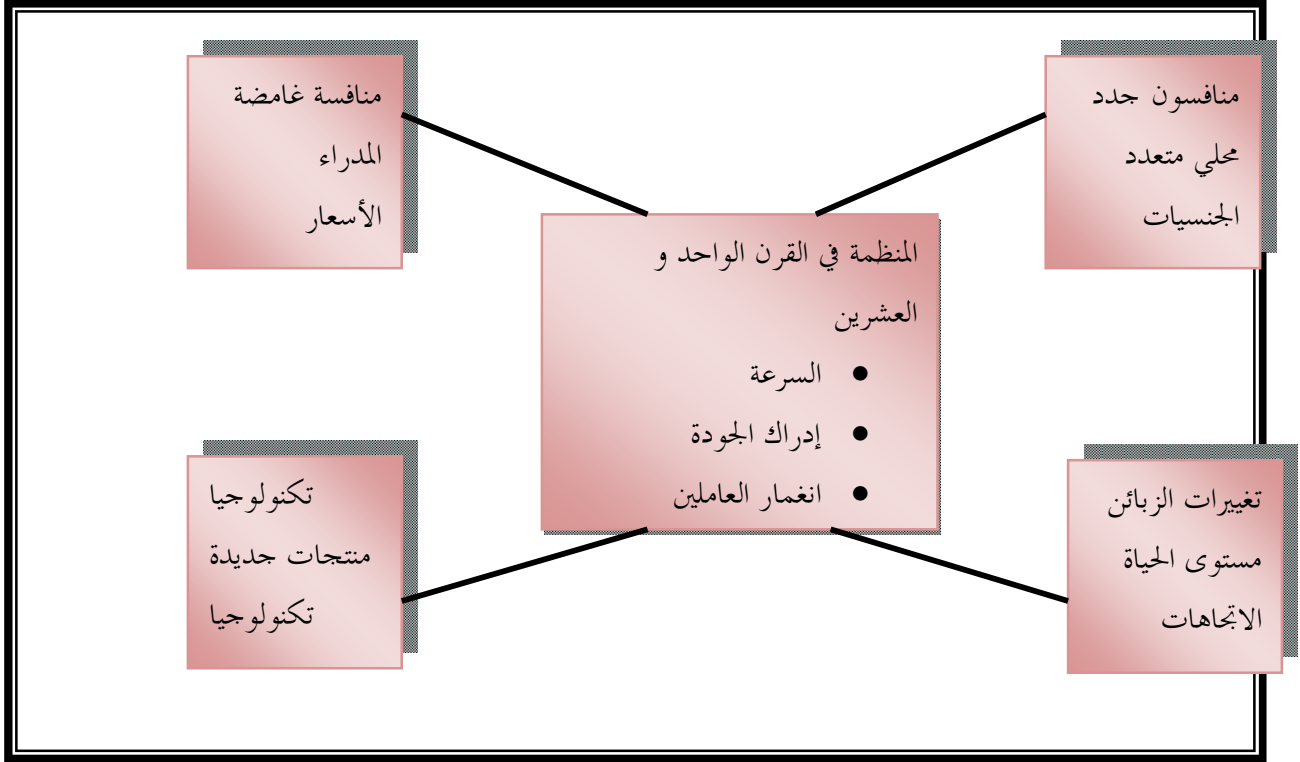 منافسون جدد
محلي متعدد
الجنسيات
منافسة غامضة
المدراء
الأسعار
المنظمة في القرن الواحد و
العشرين
● السرعة
● إدراك الجودة
● انغمار العاملين
تغييرات الزبائن
مستوى الحياة
الاتجاهات
تكنولوجيا
منتجات جديدة
تكنولوجيا